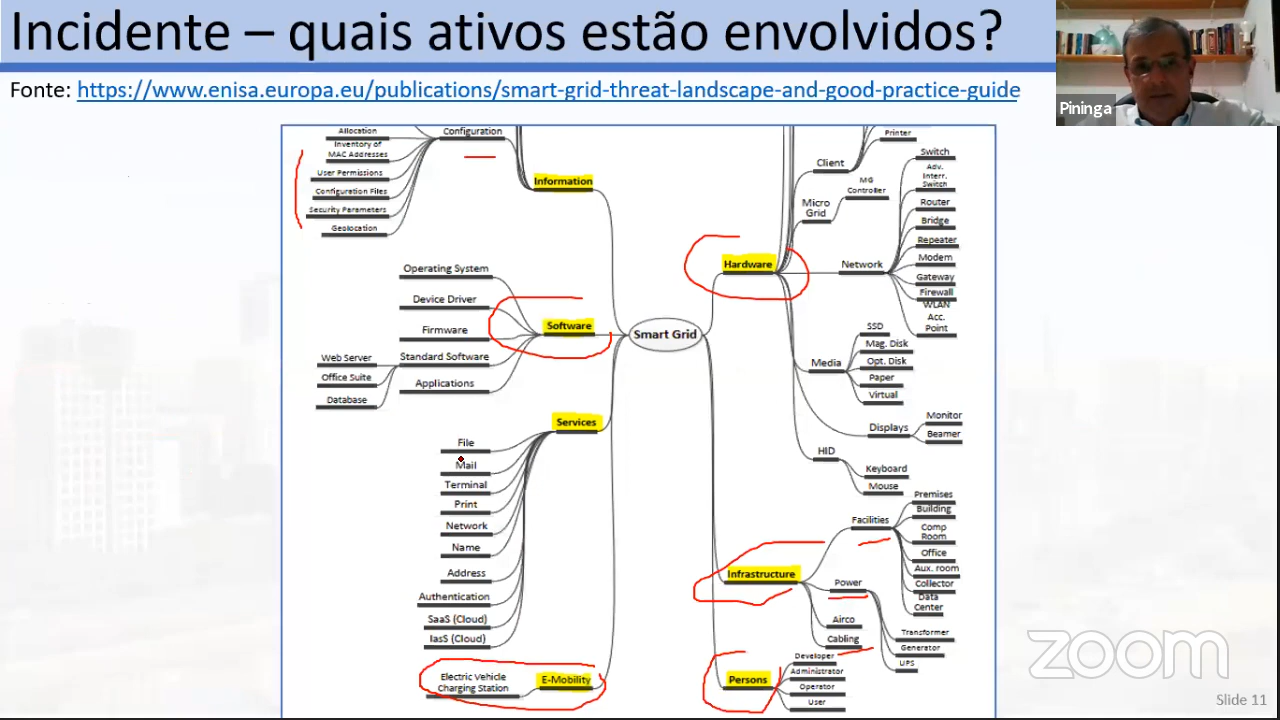 Incidente – quais ativos estão envolvidos?
Pininga
Fonte: https://www.enisa.europa.eu/publications/smart-grid-threat-landscape-and-good-practice-guide
Allocation
Configuration
Inventory of
MAC Addresses
User Permissions
Configuration Files
Security Parameters
Geolocation
Information
Operating System
Device Driver
Firmware
Standard Software
Applications
Web Server
Office Suite
Database
Software
Smart Grid
Services
File
Mail
Terminal
Print
Network
Name
Address
Authentication
SaaS (Cloud)
IasS (Cloud)
Electric Vehicle
Charging Station
E-Mobility
Printer
Client
MG
Controller
Micro
Grid
Hardware
Network
Switch
Adv.
Interr.
Switch
Router
Bridge
Repeater
Modem
Gateway
Firewall
WLAN
Acc.
Point
Media
SSD
Mag. Disk
Opt. Disk
Paper
Virtual
Displays
Monitor
Beamer
HID
Keyboard
Mouse
Infrastructure
Facilities
Premises
Building
Comp
Room
Office
Aux. room
Collector
Data
Center
Power
Transformer
Generator
UPS
Airco
Cabling
Persons
Developer
Administrator
Operator
User
zoom
Slide 11